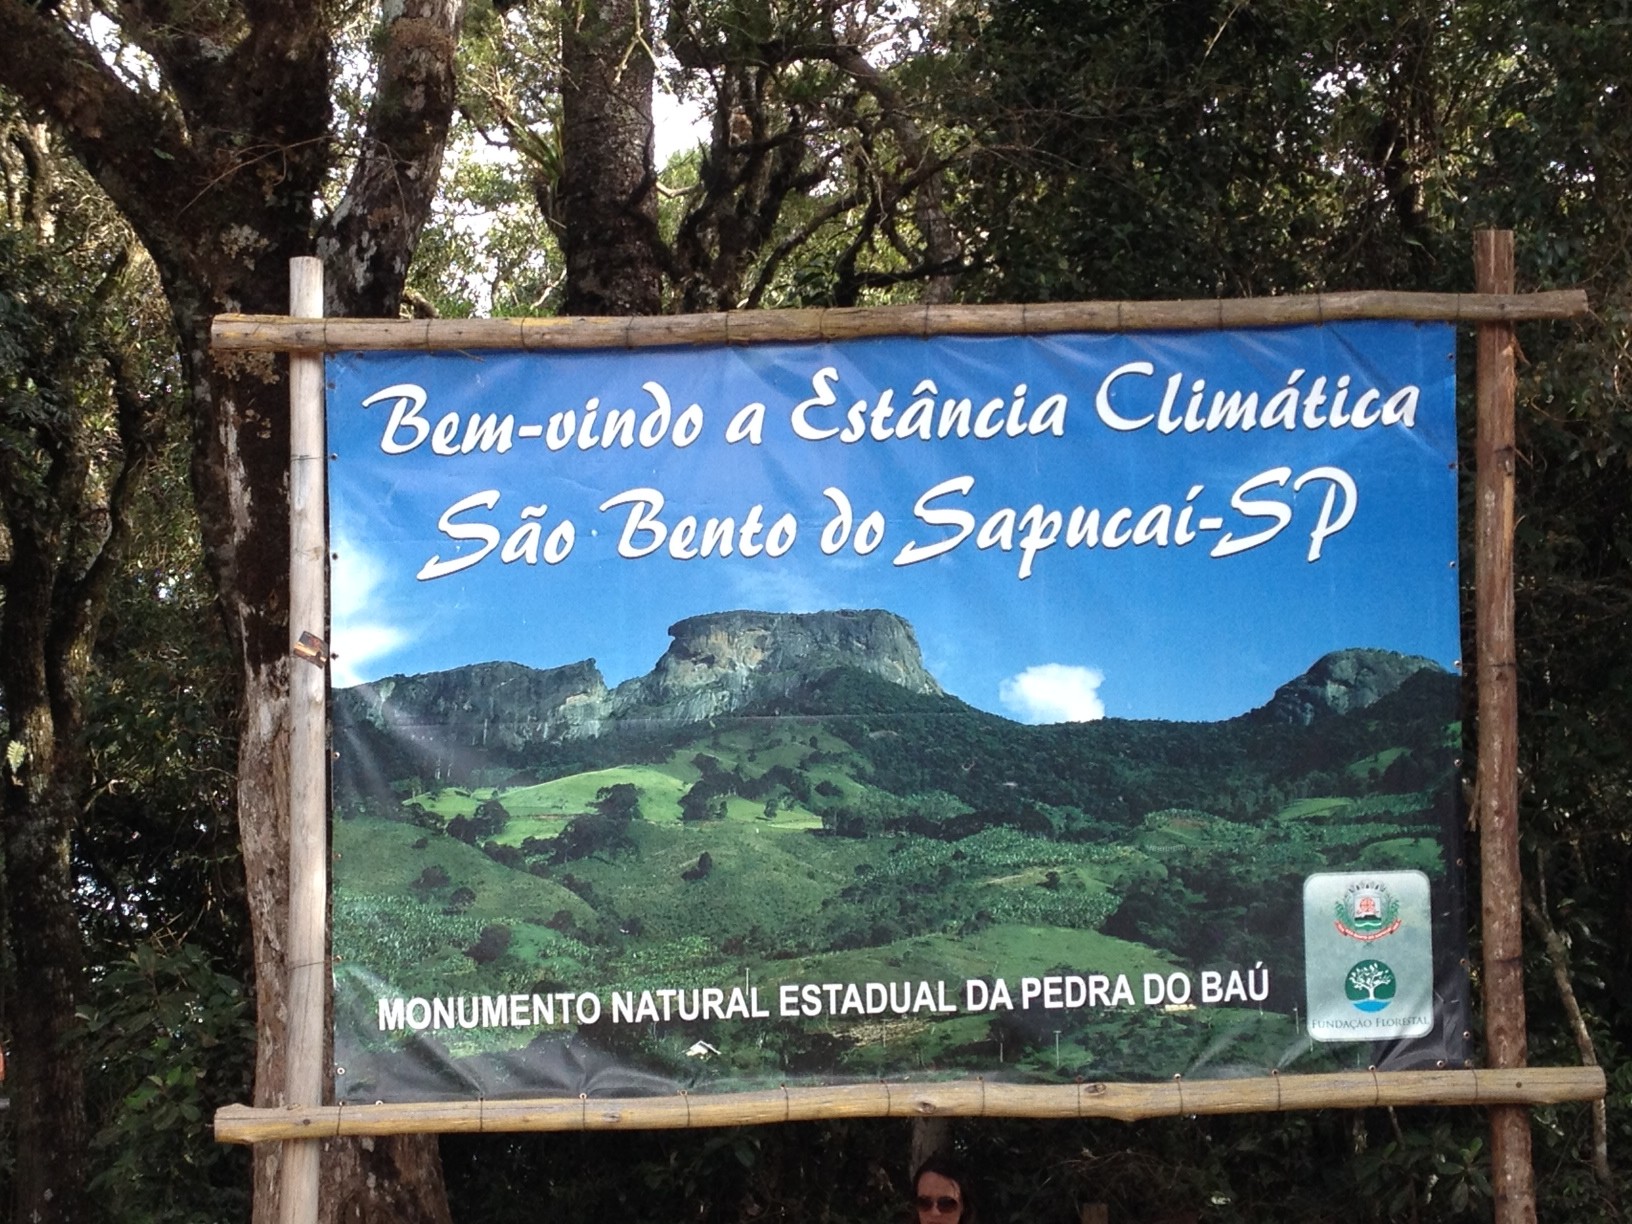 Bem-vindo a Estância Climática
São Bento do Sapucaí-SP
MONUMENTO NATURAL ESTADUAL DA PEDRA DO BAÚ
FUNDAÇÃO FLORESTAL